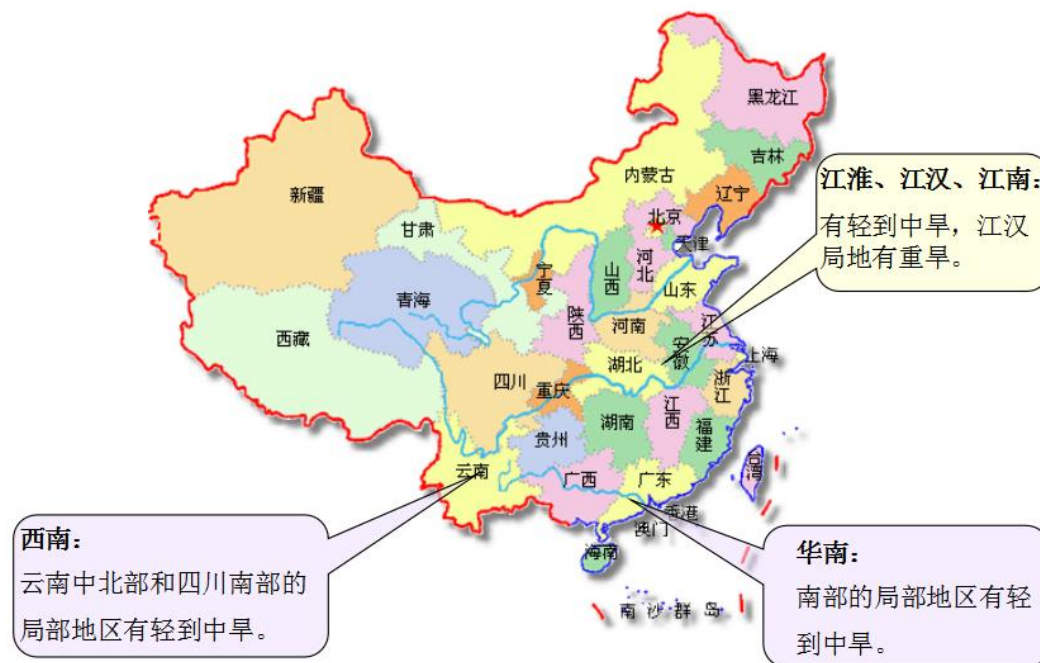 黑龙江
吉林
辽宁
内蒙古
新疆
甘肃
北京
天津
河北
山西
宁夏
青海
山东
陕西
河南
江苏
西藏
安徽
上海
湖北
四川
重庆
浙江
江西
湖南
福建
贵州
云南
广西
广东
台湾
香港
澳门
海南
南沙群岛
江淮、江汉、江南：
有轻到中旱，江汉
局地有重旱。
西南：
云南中北部和四川南部的
局部地区有轻到中旱。
华南：
南部的局部地区有轻
到中旱。